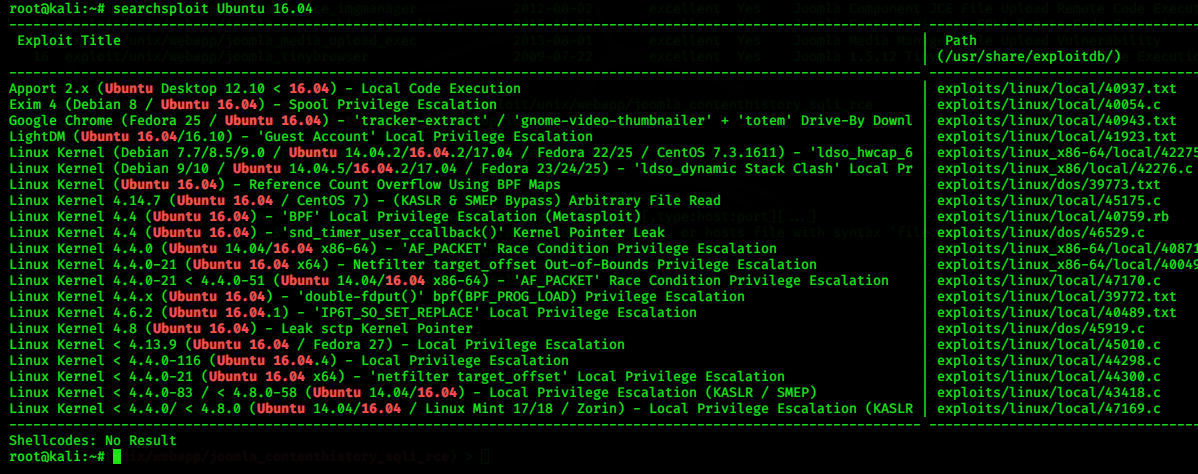 root@kali:~# searchsploit Ubuntu 16.04
Exploit Title | Path
| (/usr/share/exploitdb/)
Apport 2.x (Ubuntu Desktop 12.10 < 16.04) - Local Code Execution | exploits/linux/local/40937.txt
Exim 4 (Debian 8 / Ubuntu 16.04) - Spool Privilege Escalation | exploits/linux/local/40054.c
Google Chrome (Fedora 25 / Ubuntu 16.04) - 'tracker-extract' / 'gnome-video-thumbnailer' + 'totem' Drive-By Downl | exploits/linux/local/40943.txt
LightDM (Ubuntu 16.04/16.10) - 'Guest Account' Local Privilege Escalation | exploits/linux/local/41923.txt
Linux Kernel (Debian 7.7/8.5/9.0 / Ubuntu 14.04.2/16.04.2/17.04 / Fedora 22/25 / CentOS 7.3.1611) - 'ldso_hwcap_6 | exploits/linux_x86-64/local/42275
Linux Kernel (Debian 9/10 / Ubuntu 14.04.5/16.04.2/17.04 / Fedora 23/24/25) - 'ldso_dynamic Stack Clash' Local Pr | exploits/linux_x86/local/42276.c
Linux Kernel (Ubuntu 16.04) - Reference Count Overflow Using BPF Maps | exploits/linux/dos/39773.txt
Linux Kernel 4.14.7 (Ubuntu 16.04 / CentOS 7) - (KASLR & SMEP Bypass) Arbitrary File Read | exploits/linux/local/45175.c
Linux Kernel 4.4 (Ubuntu 16.04) - 'BPF' Local Privilege Escalation (Metasploit) | exploits/linux/local/40759.rb
Linux Kernel 4.4 (Ubuntu 16.04) - 'snd_timer_user_ccallback()' Kernel Pointer Leak | exploits/linux/dos/46529.c
Linux Kernel 4.4.0 (Ubuntu 14.04/16.04 x86-64) - 'AF_PACKET' Race Condition Privilege Escalation | exploits/linux_x86-64/local/40871
Linux Kernel 4.4.0-21 (Ubuntu 16.04 x64) - Netfilter target_offset Out-of-Bounds Privilege Escalation | exploits/linux_x86-64/local/40049
Linux Kernel 4.4.0-21 < 4.4.0-51 (Ubuntu 14.04/16.04 x86-64) - 'AF_PACKET' Race Condition Privilege Escalation | exploits/linux/local/47170.c
Linux Kernel 4.4.x (Ubuntu 16.04) - 'double-fdput()' bpf(BPF_PROG_LOAD) Privilege Escalation | exploits/linux/local/39772.txt
Linux Kernel 4.6.2 (Ubuntu 16.04.1) - 'IP6T_SO_SET_REPLACE' Local Privilege Escalation | exploits/linux/local/40489.txt
Linux Kernel 4.8 (Ubuntu 16.04) - Leak sctp Kernel Pointer | exploits/linux/dos/45919.c
Linux Kernel < 4.13.9 (Ubuntu 16.04 / Fedora 27) - Local Privilege Escalation | exploits/linux/local/45010.c
Linux Kernel < 4.4.0-116 (Ubuntu 16.04.4) - Local Privilege Escalation | exploits/linux/local/44298.c
Linux Kernel < 4.4.0-21 (Ubuntu 16.04 x64) - 'netfilter target_offset' Local Privilege Escalation | exploits/linux/local/44300.c
Linux Kernel < 4.4.0-83 / < 4.8.0-58 (Ubuntu 14.04/16.04) - Local Privilege Escalation (KASLR / SMEP) | exploits/linux/local/43418.c
Linux Kernel < 4.4.0/ < 4.8.0 (Ubuntu 14.04/16.04 / Linux Mint 17/18 / Zorin) - Local Privilege Escalation (KASLR | exploits/linux/local/47169.c
Shellcodes: No Result
root@kali:~#